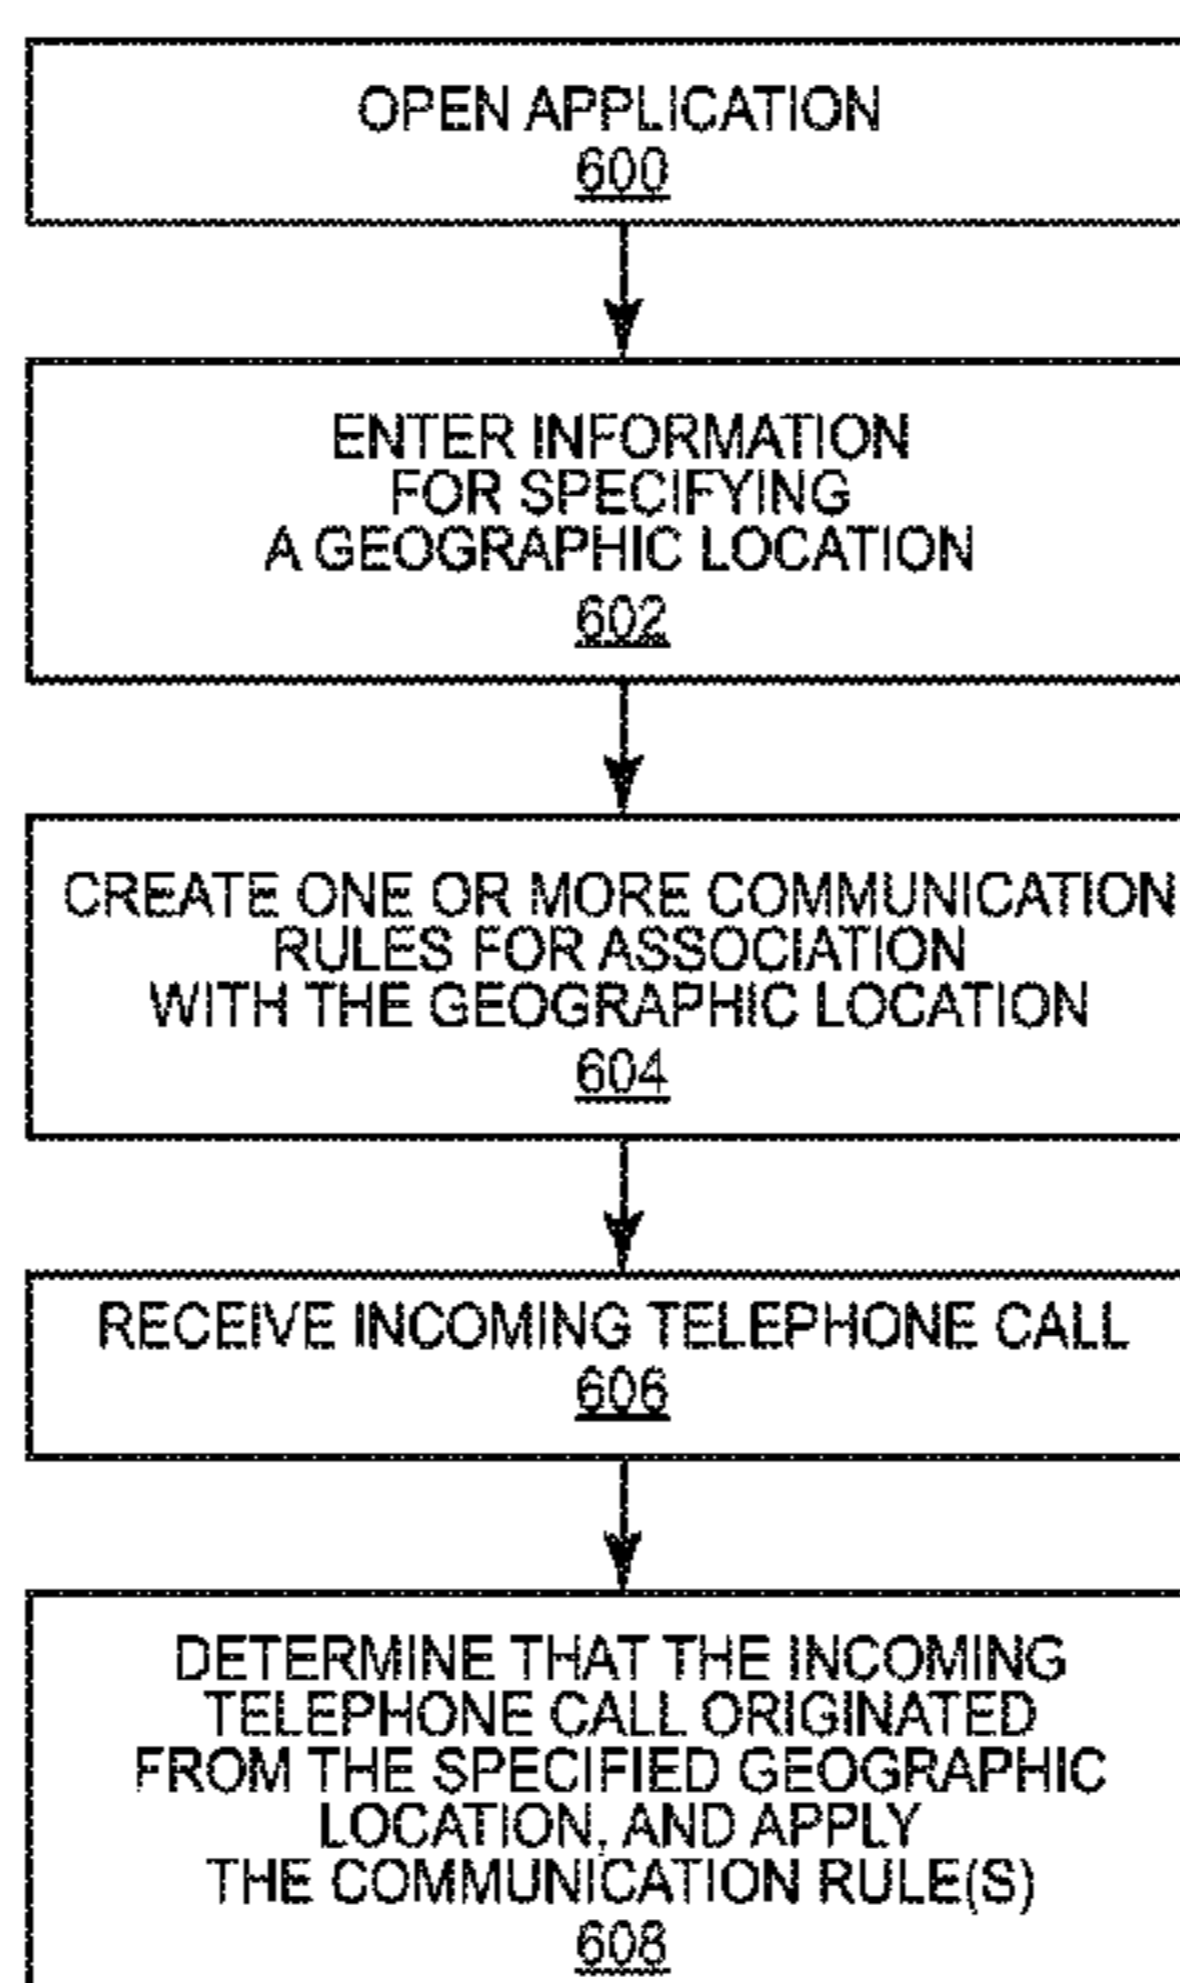 OPEN APPLICATION
600
ENTER INFORMATION
FOR SPECIFYING
A GEOGRAPHIC LOCATION
602
CREATE ONE OR MORE COMMUNICATION
RULES FOR ASSOCIATION
WITH THE GEOGRAPHIC LOCATION
604
RECEIVE INCOMING TELEPHONE CALL
606
DETERMINE THAT THE INCOMING
TELEPHONE CALL ORIGINATED
FROM THE SPECIFIED GEOGRAPHIC
LOCATION, AND APPLY
THE COMMUNICATION RULE(S)
608